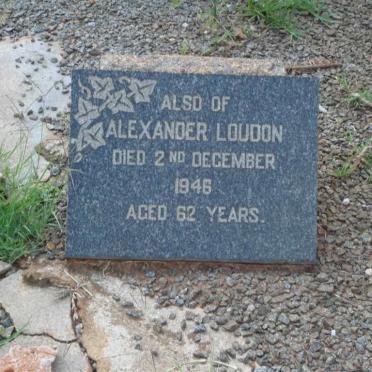 ALSO OF
ALEXANDER LOUDON
DIED 2ND DECEMBER
1946
AGED 62 YEARS.